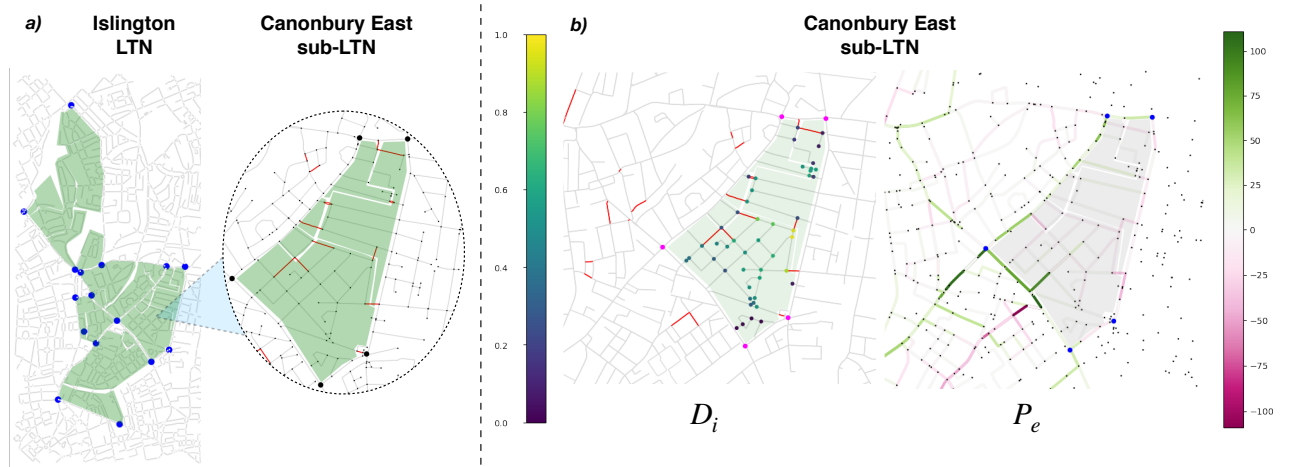 a)
Islington
LTN
Canonbury East
sub-LTN
1.0
0.8
0.6
0.4
0.2
0.0
b)
Canonbury East
sub-LTN
D_i
P_e
100
75
50
25
0
−25
−50
−75
−100